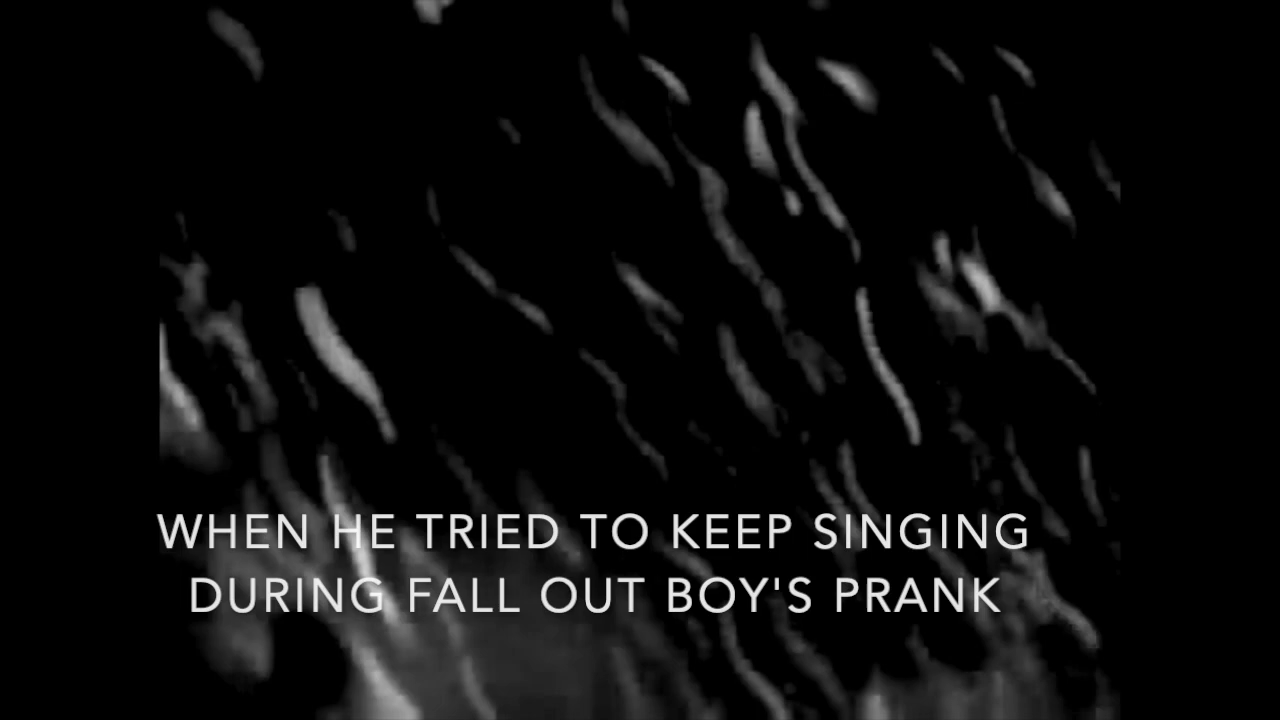 WHEN HE TRIED TO KEEP SINGING
DURING FALL OUT BOY'S PRANK